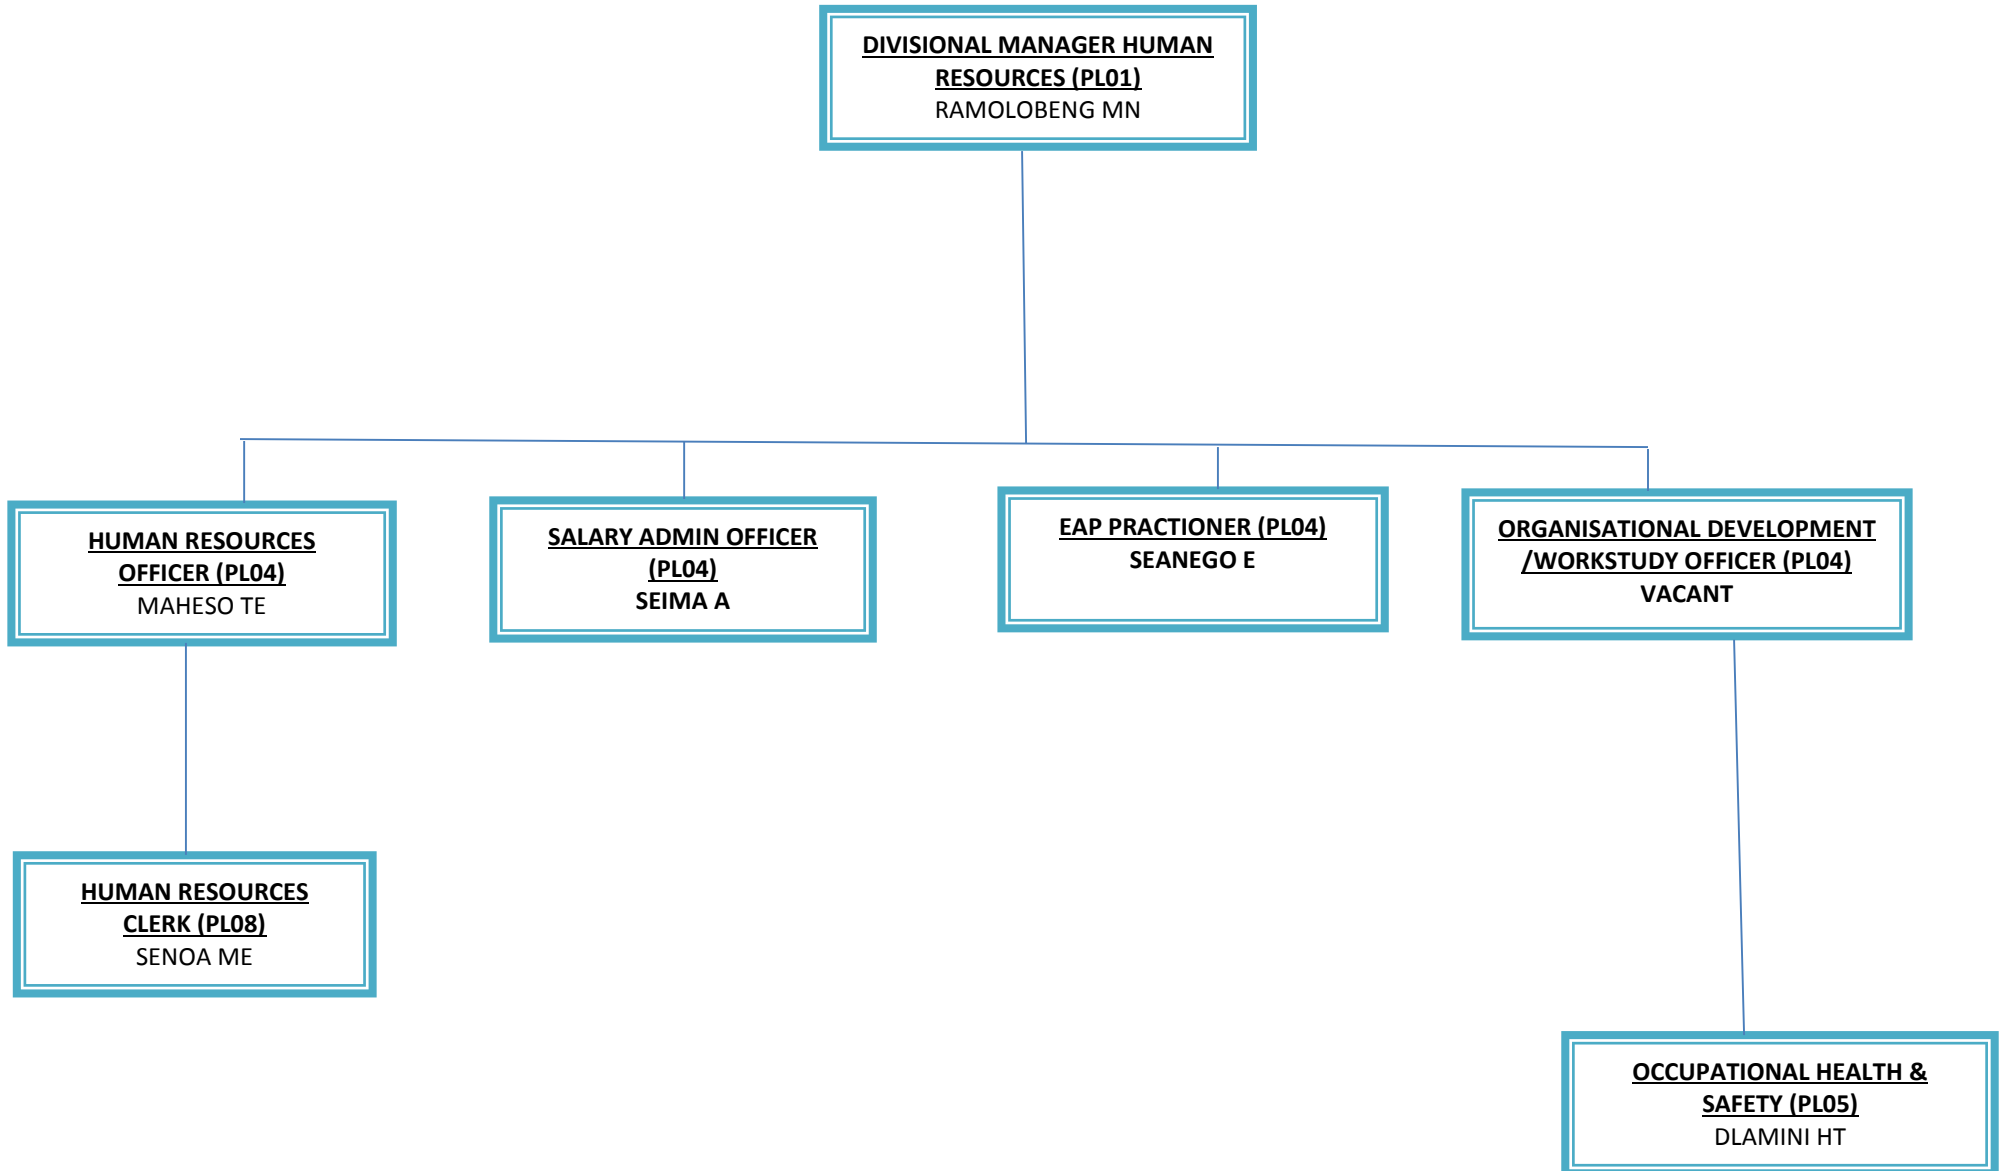 DIVISIONAL MANAGER HUMAN
RESOURCES (PL01)
RAMOLOBENG MN
HUMAN RESOURCES
OFFICER (PL04)
MAHESO TE
SALARY ADMIN OFFICER
(PL04)
SEIMA A
EAP PRACTIONER (PL04)
SEANEGO E
ORGANISATIONAL DEVELOPMENT
/WORKSTUDY OFFICER (PL04)
VACANT
HUMAN RESOURCES
CLERK (PL08)
SENOA ME
OCCUPATIONAL HEALTH &
SAFETY (PL05)
DLAMINI HT